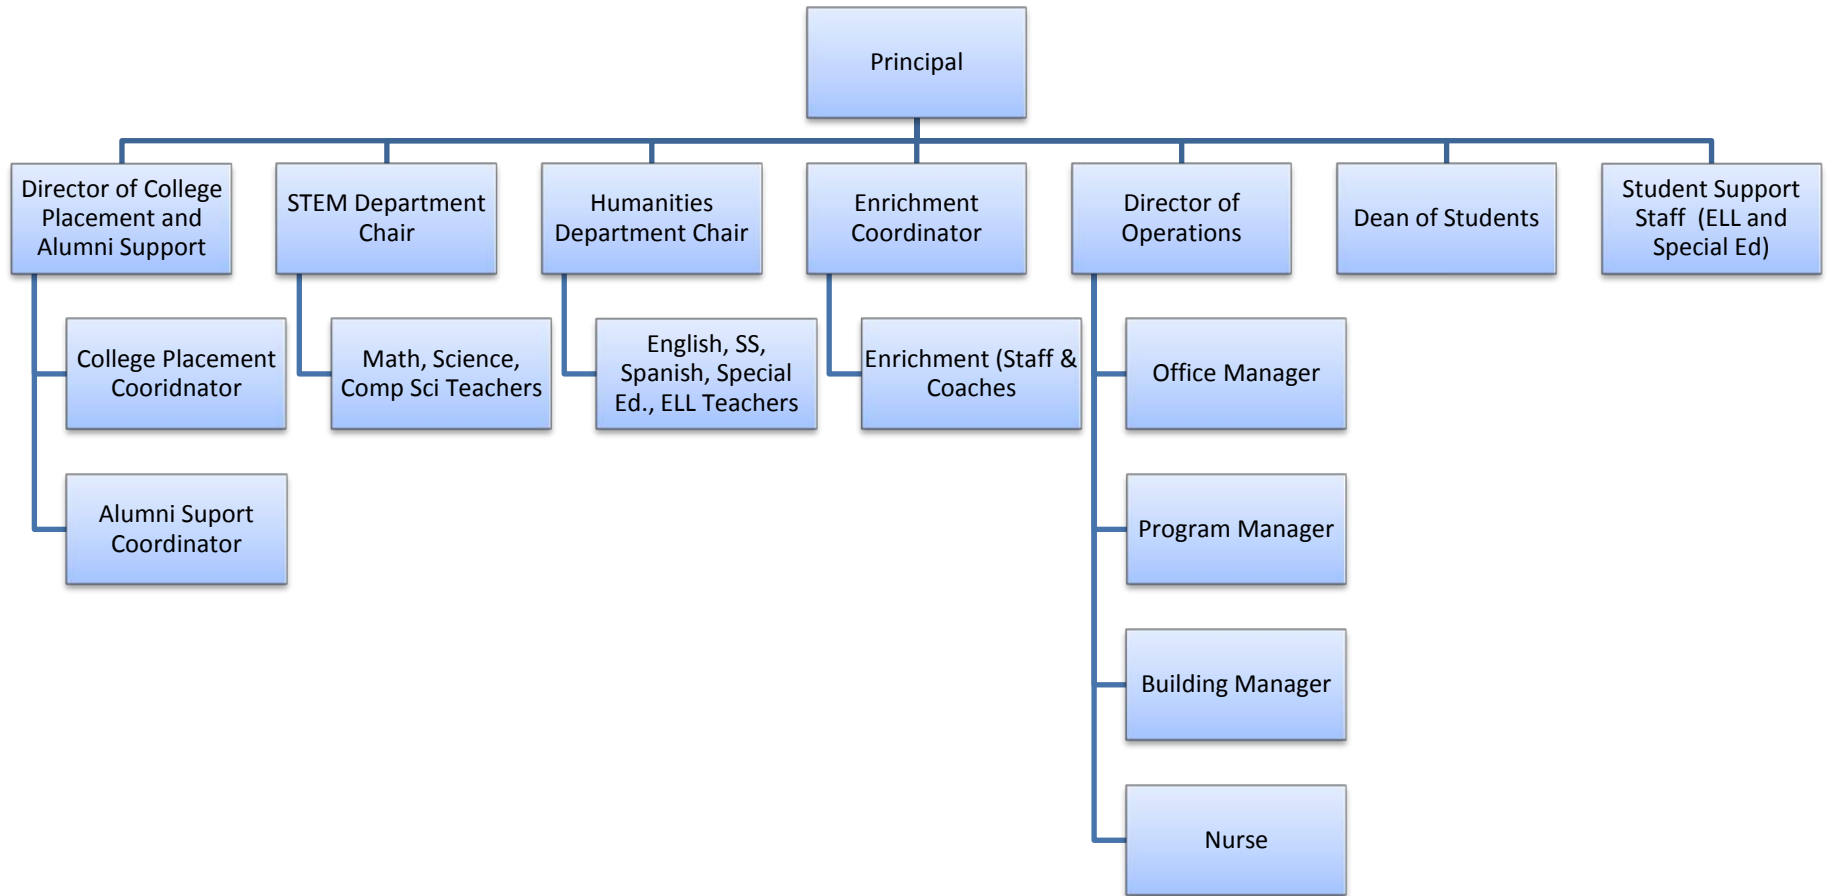 Principal
Director of College
Placement and
Alumni Support
STEM Department
Chair
Humanities
Department Chair
Enrichment
Coordinator
Director of
Operations
Dean of Students
Student Support
Staff  (ELL and
Special Ed)
College Placement
Cooridnator
Math, Science,
Comp Sci Teachers
English, SS,
Spanish, Special
Ed., ELL Teachers
Enrichment (Staff &
Coaches
Office Manager
Alumni Suport
Coordinator
Program Manager
Building Manager
Nurse